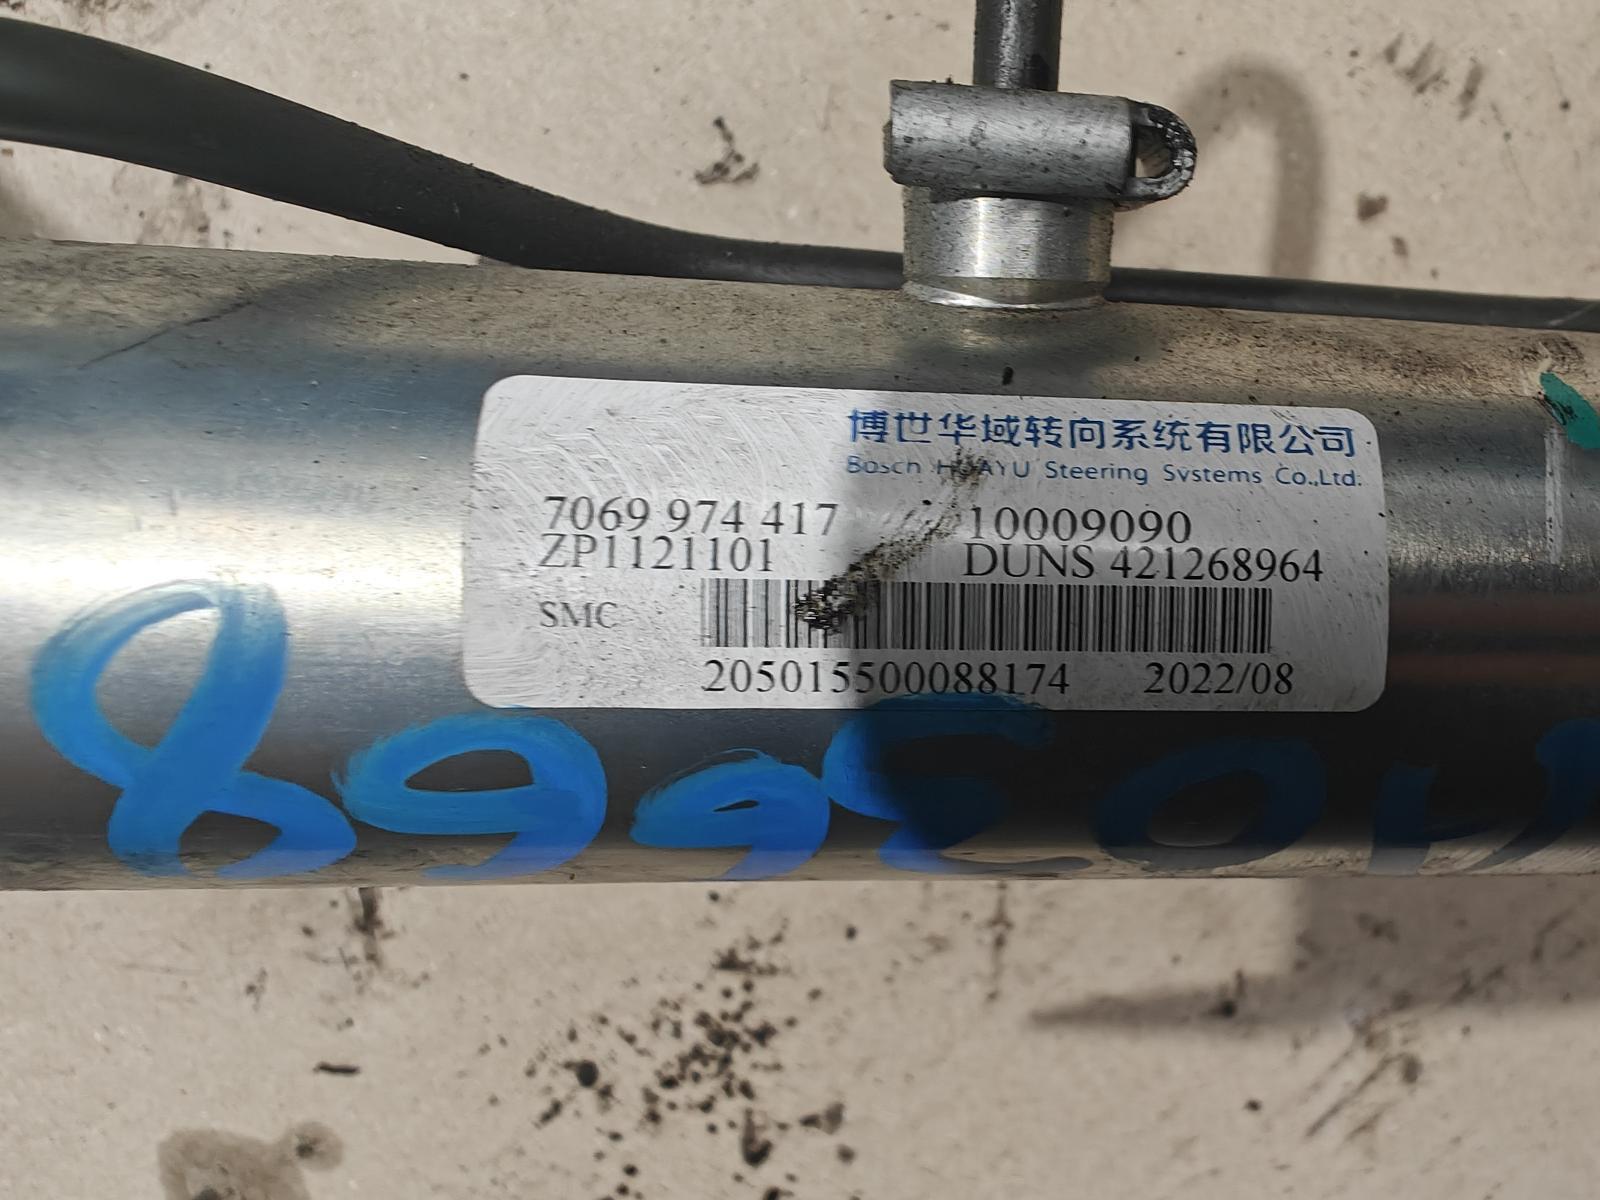 博世华域转向系统有限公司
Bosch HUAYU Steering Systems Co.,Ltd.
7069 974 417 10009090
ZP1121101 DUNS 421268964
SMC
205015500088174 2022/08